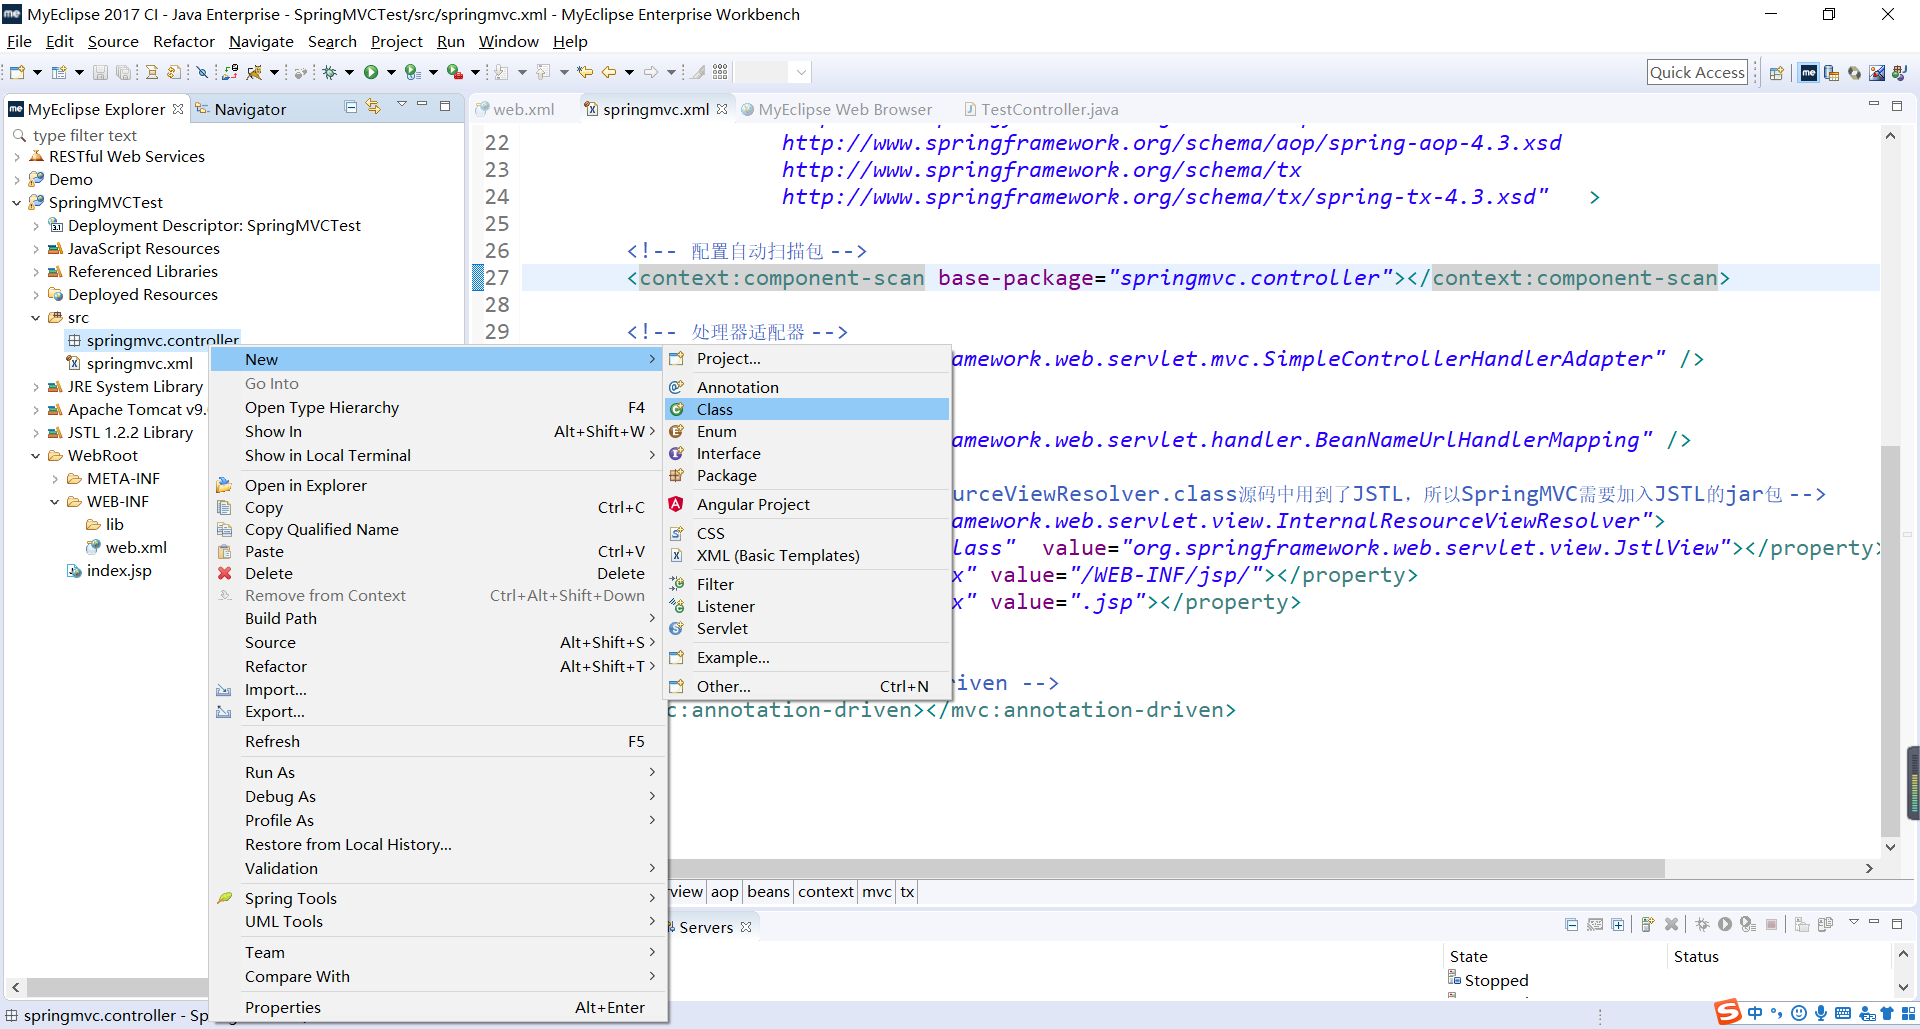 MyEclipse 2017 CI - Java Enterprise - SpringMVCTest/src/springmvc.xml - MyEclipse Enterprise Workbench
File Edit Source Refactor Navigate Search Project Run Window Help
Quick Access
MyEclipse Explorer Navigator
web.xml springmvc.xml MyEclipse Web Browser TestController.java
type filter text
RESTful Web Services
Demo
SpringMVCTest
Deployment Descriptor: SpringMVCTest
JavaScript Resources
Referenced Libraries
Deployed Resources
src
springmvc.controller
springmvc.xml
JRE System Library
Apache Tomcat v9.
JSTL 1.2.2 Library
WebRoot
META-INF
WEB-INF
lib
web.xml
index.jsp
New
Go Into
Open Type Hierarchy F4
Show In Alt+Shift+W
Show in Local Terminal
Open in Explorer
Copy Ctrl+C
Copy Qualified Name
Paste Ctrl+V
Delete Delete
Remove from Context Ctrl+Alt+Shift+Down
Build Path
Source Alt+Shift+S
Refactor Alt+Shift+T
Import...
Export...
Refresh F5
Run As
Debug As
Profile As
Restore from Local History...
Validation
Spring Tools
UML Tools
Team
Compare With
Properties Alt+Enter
Project...
Annotation
Class
Enum
Interface
Package
Angular Project
CSS
XML (Basic Templates)
Filter
Listener
Servlet
Example...
Other... Ctrl+N
22 http://www.springframework.org/schema/aop/spring-aop-4.3.xsd
23 http://www.springframework.org/schema/tx
24 http://www.springframework.org/schema/tx/spring-tx-4.3.xsd" >
25
26 <!-- 配置自动扫描包 -->
27 <context:component-scan base-package="springmvc.controller"></context:component-scan>
28
29 <!-- 处理器适配器 -->
amework.web.servlet.mvc.SimpleControllerHandlerAdapter" />
amework.web.servlet.handler.BeanNameUrlHandlerMapping" />
urceViewResolver.class源码中用到了JSTL，所以SpringMVC需要加入JSTL的jar包 -->
amework.web.servlet.view.InternalResourceViewResolver">
lass" value="org.springframework.web.servlet.view.JstlView"></property>
x" value="/WEB-INF/jsp/"></property>
x" value=".jsp"></property>
riven -->
c:annotation-driven></mvc:annotation-driven>
view aop beans context mvc tx
Servers
State Status
Stopped
springmvc.controller - Sp
中